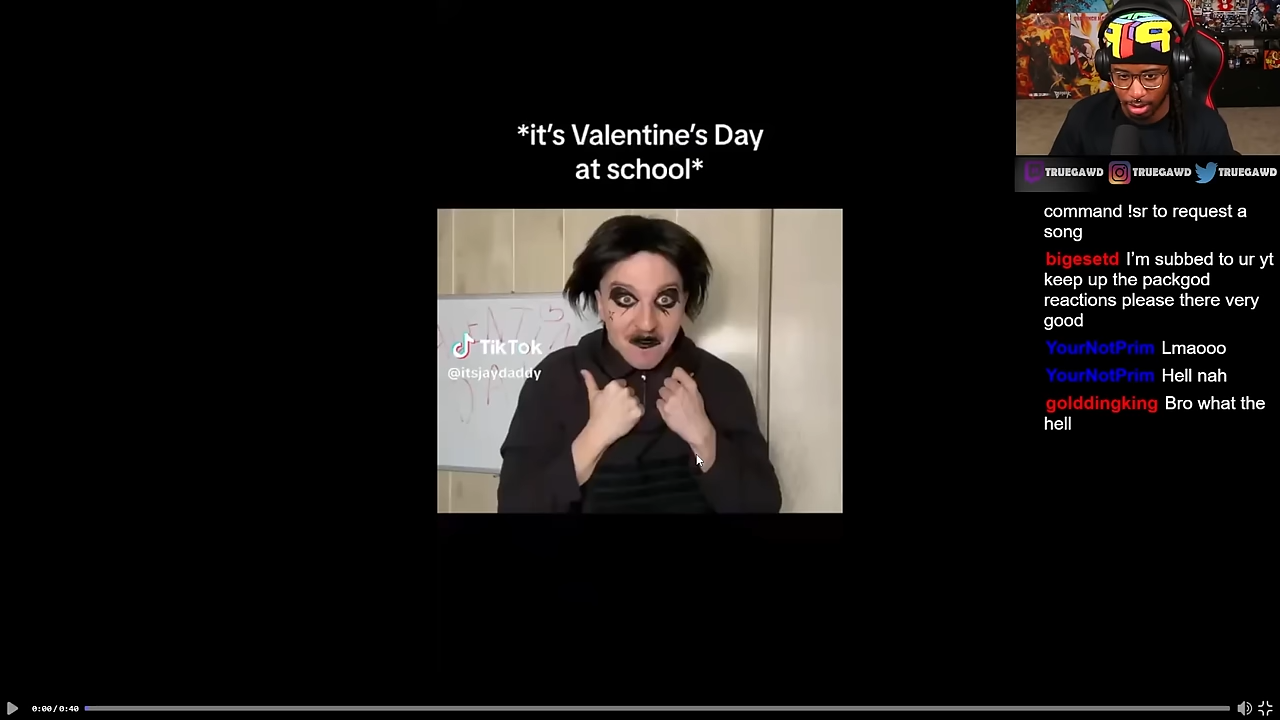 *it's Valentine's Day
at school*
TikTok
@itsjaydaddy
TRUEGAWD TRUEGAWD TRUEGAWD
command !sr to request a
song
bigesetd I'm subbed to ur yt
keep up the packgod
reactions please there very
good
YourNotPrim Lmaooo
YourNotPrim Hell nah
golddingking Bro what the
hell
0:00/0:40